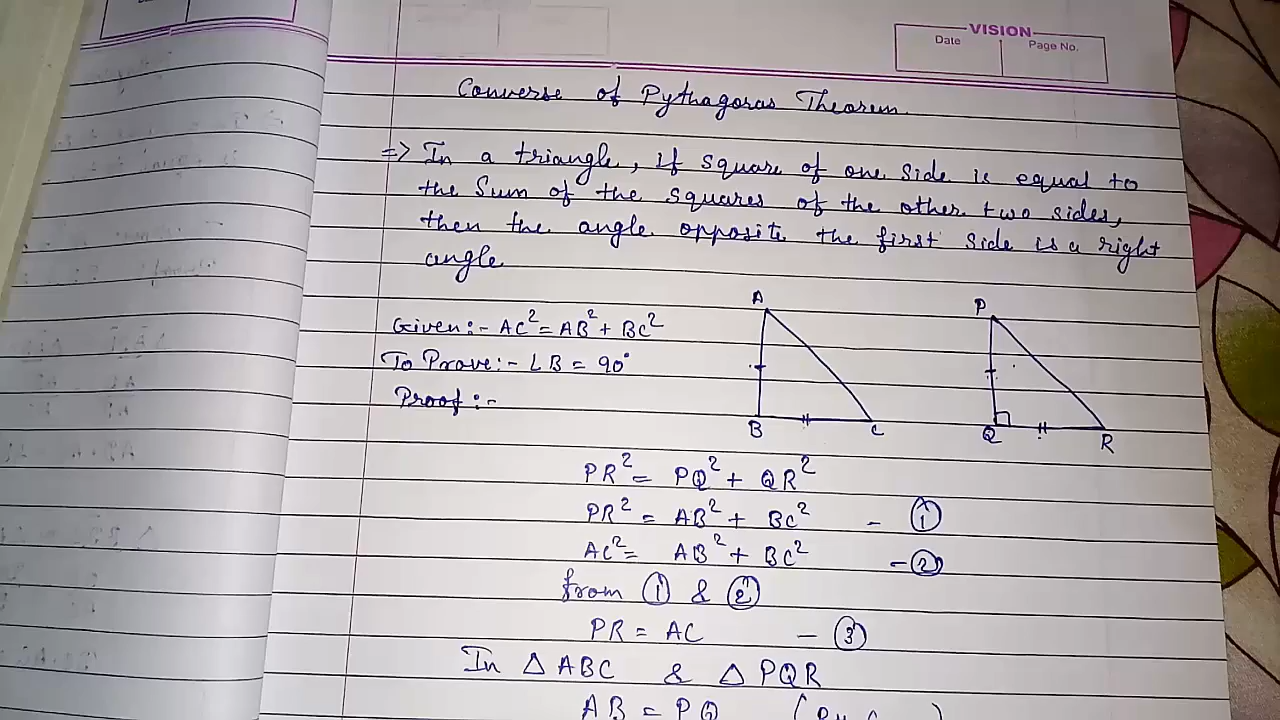 VISION
Date
Page No.
Converse of Pythagoras Theorem
=> In a triangle, if square of one side is equal to
the Sum of the squares of the other two sides,
then the angle opposite the first side is a right
angle
Given:- AC² = AB² + BC²
To Prove:- ∠B = 90°
Proof:-
A
B
C
P
Q
R
PR² = PQ² + QR²
PR² = AB² + BC² - ①
AC² = AB² + BC² - ②
from ① & ②
PR = AC - ③
In △ ABC & △ PQR
AB = PQ